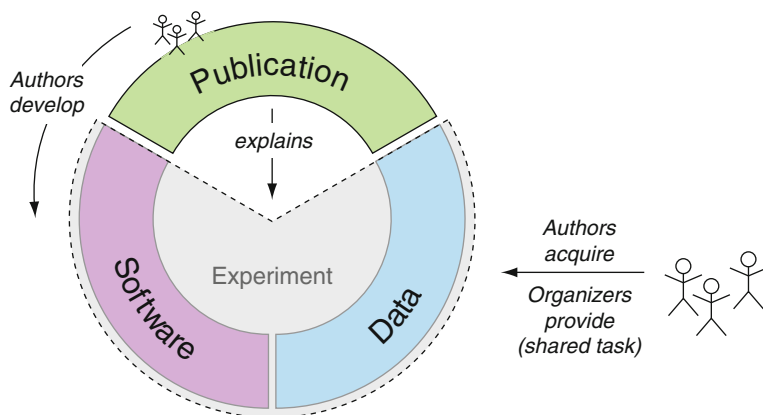 Publication
Authors
develop
explains
Experiment
Software
Data
Authors
acquire
Organizers
provide
(shared task)